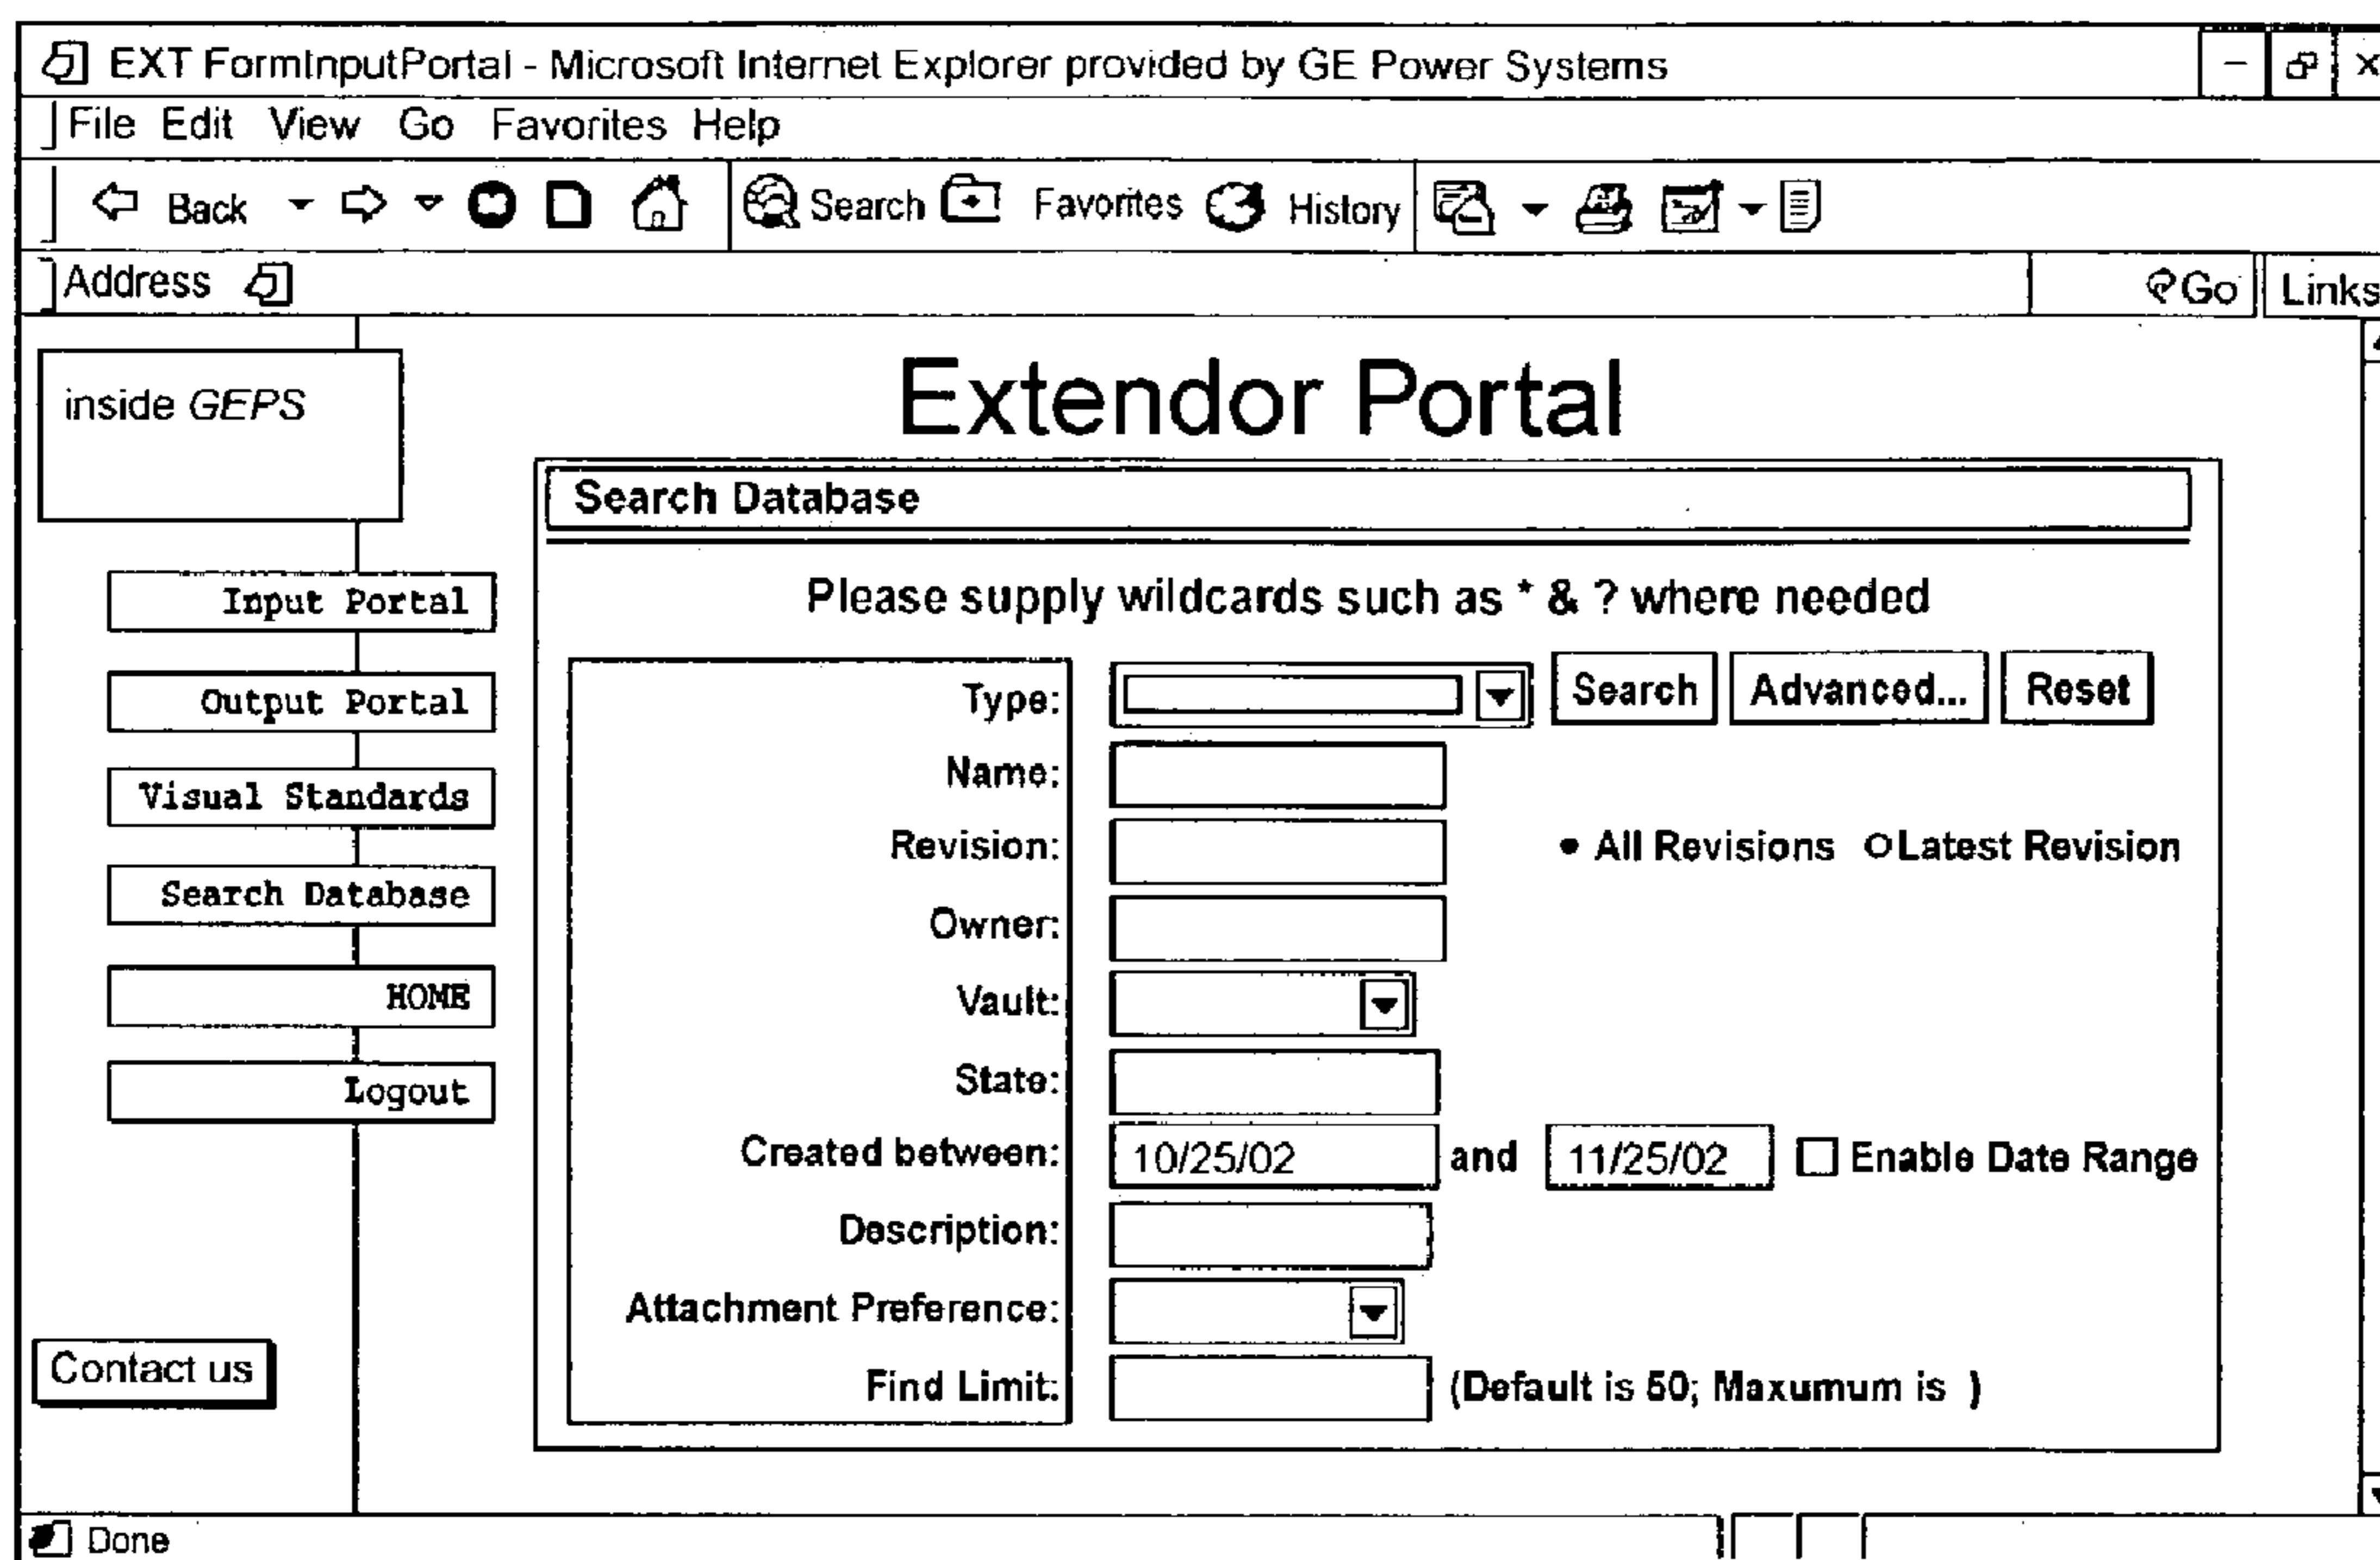 EXT FormInputPortal - Microsoft Internet Explorer provided by GE Power Systems
File Edit View Go Favorites Help
Back Search Favorites History
Address Go Links
inside GEPS
Extendor Portal
Search Database
Please supply wildcards such as * & ? where needed
Input Portal
Output Portal
Visual Standards
Search Database
HOME
Logout
Contact us
Type: Search Advanced... Reset
Name:
Revision: All Revisions Latest Revision
Owner:
Vault:
State:
Created between: 10/25/02 and 11/25/02 Enable Date Range
Description:
Attachment Preference:
Find Limit: (Default is 50; Maxumum is )
Done